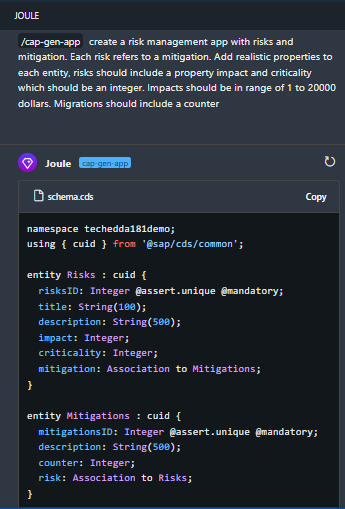 JOULE
/cap-gen-app create a risk management app with risks and
mitigation. Each risk refers to a mitigation. Add realistic properties to
each entity, risks should include a property impact and criticality
which should be an integer. Impacts should be in range of 1 to 20000
dollars. Migrations should include a counter
Joule cap-gen-app
schema.cds Copy
namespace techedda181demo;
using { cuid } from '@sap/cds/common';
entity Risks : cuid {
risksID: Integer @assert.unique @mandatory;
title: String(100);
description: String(500);
impact: Integer;
criticality: Integer;
mitigation: Association to Mitigations;
}
entity Mitigations : cuid {
mitigationsID: Integer @assert.unique @mandatory;
description: String(500);
counter: Integer;
risk: Association to Risks;
}